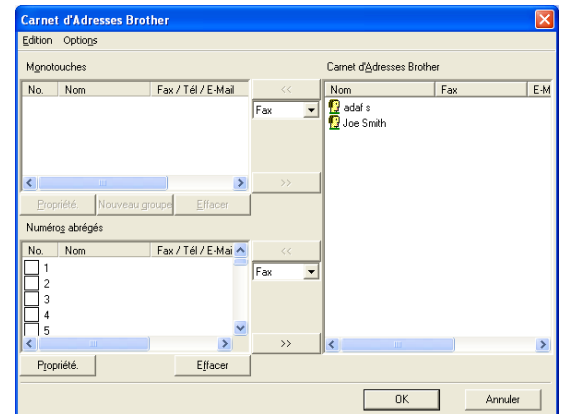 Carnet d'Adresses Brother
Edition Options
Monotouches
No. Nom Fax / Tél / E-Mail
<<
Fax
>>
Propriété. Nouveau groupe Effacer
Numéros abrégés
No. Nom Fax / Tél / E-Mai
1
2
3
4
5
<<
Fax
>>
Propriété. Effacer
Carnet d'Adresses Brother
Nom Fax E-M
adaf s
Joe Smith
OK Annuler